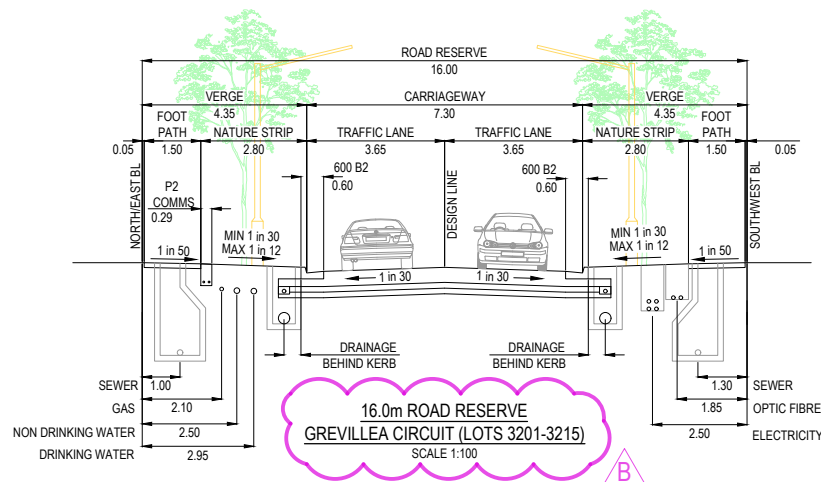 ROAD RESERVE
16.00
VERGE
4.35
CARRIAGEWAY
7.30
VERGE
4.35
FOOT
PATH
NATURE STRIP
TRAFFIC LANE
TRAFFIC LANE
NATURE STRIP
FOOT
PATH
0.05
1.50
2.80
3.65
3.65
2.80
1.50
0.05
600 B2
0.60
600 B2
0.60
P2
COMMS
0.29
NORTH/EAST BL
DESIGN LINE
SOUTH/WEST BL
MIN 1 in 30
MAX 1 in 12
MIN 1 in 30
MAX 1 in 12
1 in 50
1 in 30
1 in 30
1 in 50
DRAINAGE
BEHIND KERB
DRAINAGE
BEHIND KERB
SEWER
1.00
1.30
SEWER
GAS
2.10
1.85
OPTIC FIBRE
NON DRINKING WATER
2.50
2.50
ELECTRICITY
DRINKING WATER
2.95
16.0m ROAD RESERVE
GREVILLEA CIRCUIT (LOTS 3201-3215)
SCALE 1:100
B